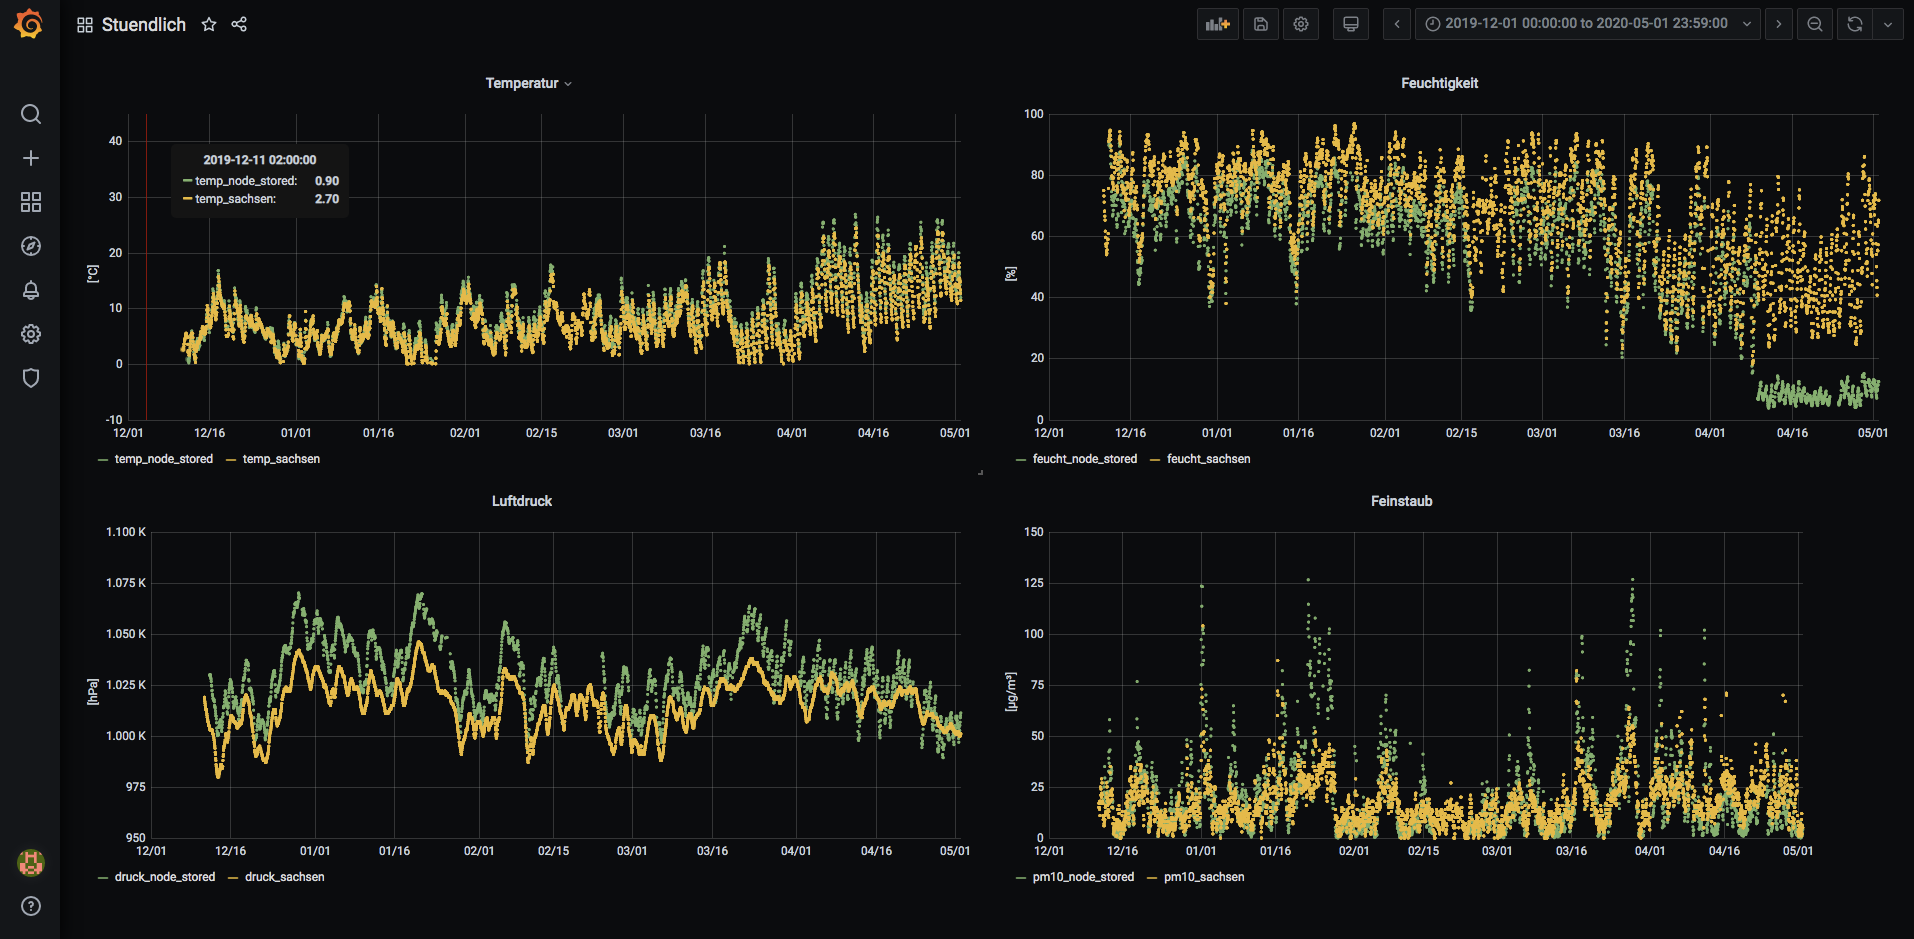 Stuendlich
2019-12-01 00:00:00 to 2020-05-01 23:59:00
Temperatur
40
30
20
10
0
-10
[°C]
2019-12-11 02:00:00
temp_node_stored: 0.90
temp_sachsen: 2.70
12/01 12/16 01/01 01/16 02/01 02/15 03/01 03/16 04/01 04/16 05/01
temp_node_stored temp_sachsen
Feuchtigkeit
100
80
60
40
20
0
[%]
12/01 12/16 01/01 01/16 02/01 02/15 03/01 03/16 04/01 04/16 05/01
feucht_node_stored feucht_sachsen
Luftdruck
1.100 K
1.075 K
1.050 K
1.025 K
1.000 K
975
950
[hPa]
12/01 12/16 01/01 01/16 02/01 02/15 03/01 03/16 04/01 04/16 05/01
druck_node_stored druck_sachsen
Feinstaub
150
125
100
75
50
25
0
[µg/m³]
12/01 12/16 01/01 01/16 02/01 02/15 03/01 03/16 04/01 04/16 05/01
pm10_node_stored pm10_sachsen